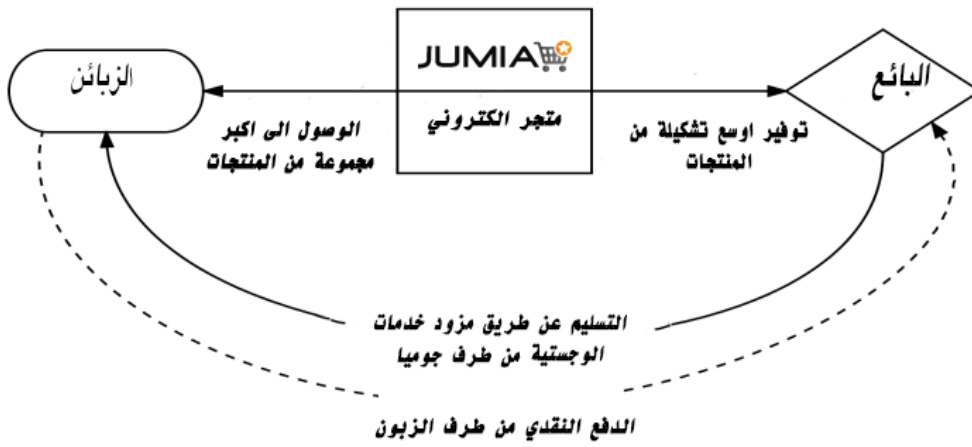 JUMIA
البائع
الزبائن
متجر الكتروني
توفير اوسع تشكيلة من
المنتجات
الوصول الى اكبر
مجموعة من المنتجات
التسليم عن طريق مزود خدمات
الوجستية من طرف جوميا
الدفع النقدي من طرف الزبون